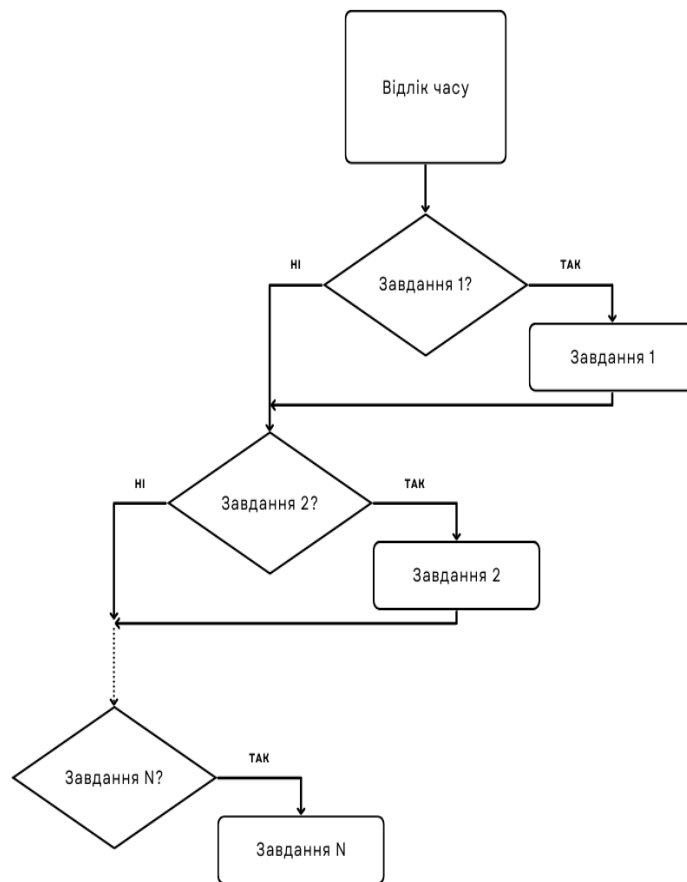 Відлік часу
НІ
Завдання 1?
ТАК
Завдання 1
НІ
Завдання 2?
ТАК
Завдання 2
Завдання N?
ТАК
Завдання N